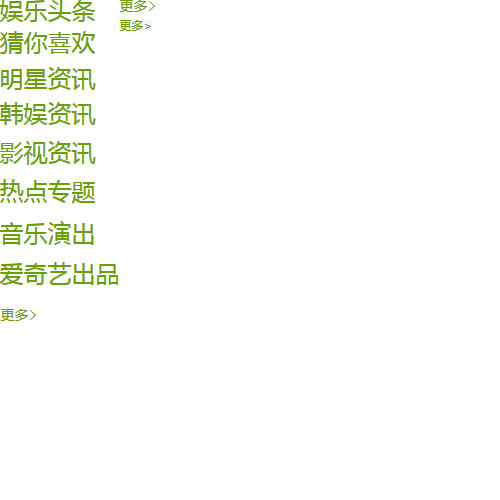 娱乐头条
猜你喜欢
明星资讯
韩娱资讯
影视资讯
热点专题
音乐演出
爱奇艺出品
更多>
更多>
更多>